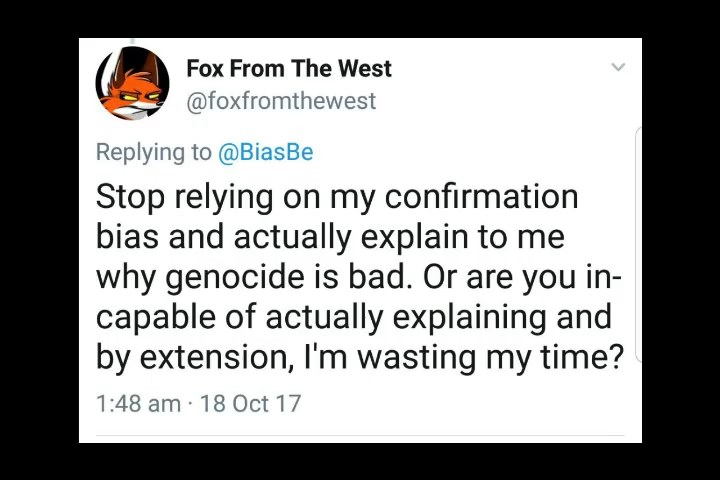 Fox From The West
@foxfromthewest
Replying to @BiasBe
Stop relying on my confirmation
bias and actually explain to me
why genocide is bad. Or are you in-
capable of actually explaining and
by extension, I'm wasting my time?
1:48 am · 18 Oct 17